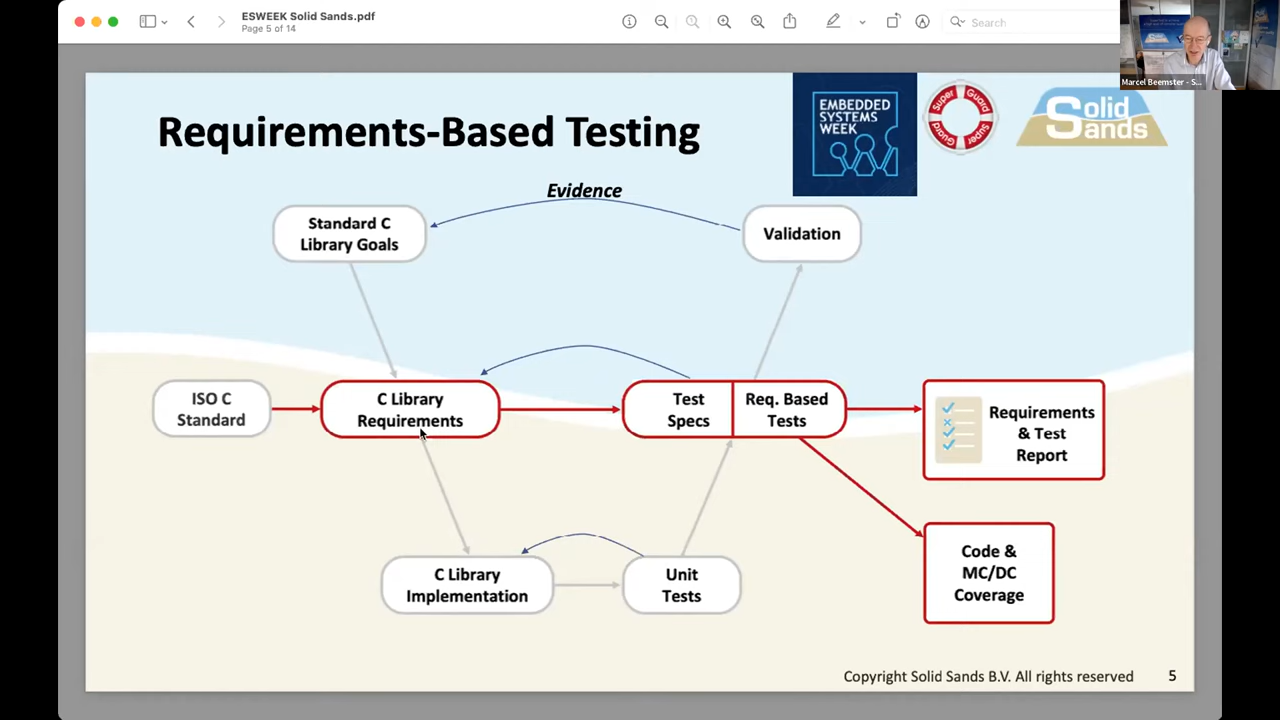 ESWEEK Solid Sands.pdf
Page 5 of 14
Search
Marcel Beemster - S...
Requirements-Based Testing
EMBEDDED
SYSTEMS
WEEK
Super Guard
Super Guard
Solid
Sands
Evidence
Standard C
Library Goals
Validation
ISO C
Standard
C Library
Requirements
Test
Specs
Req. Based
Tests
Requirements
& Test
Report
C Library
Implementation
Unit
Tests
Code &
MC/DC
Coverage
Copyright Solid Sands B.V. All rights reserved
5